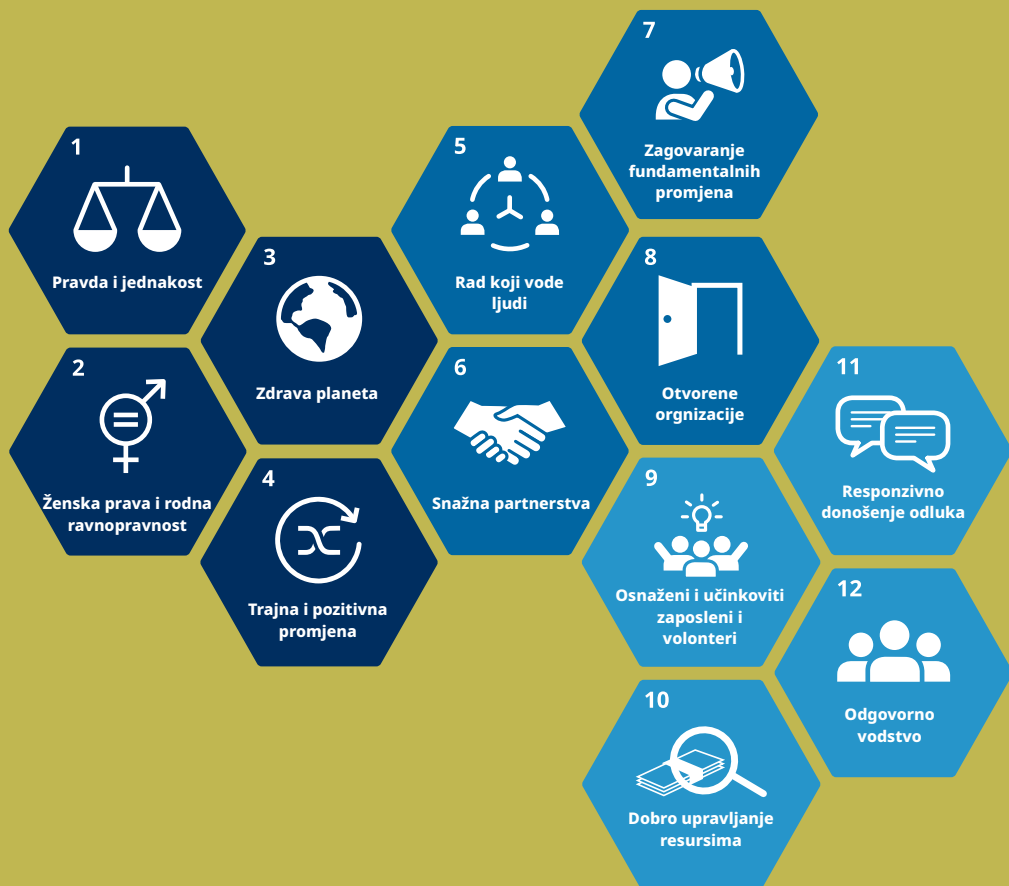 1
Pravda i jednakost
2
Ženska prava i rodna
ravnopravnost
3
Zdrava planeta
4
Trajna i pozitivna
promjena
5
Rad koji vode
ljudi
6
Snažna partnerstva
7
Zagovaranje
fundamentalnih
promjena
8
Otvorene
orgnizacije
9
Osnaženi i učinkoviti
zaposleni i
volonteri
10
Dobro upravljanje
resursima
11
Responzivno
donošenje odluka
12
Odgovorno
vodstvo